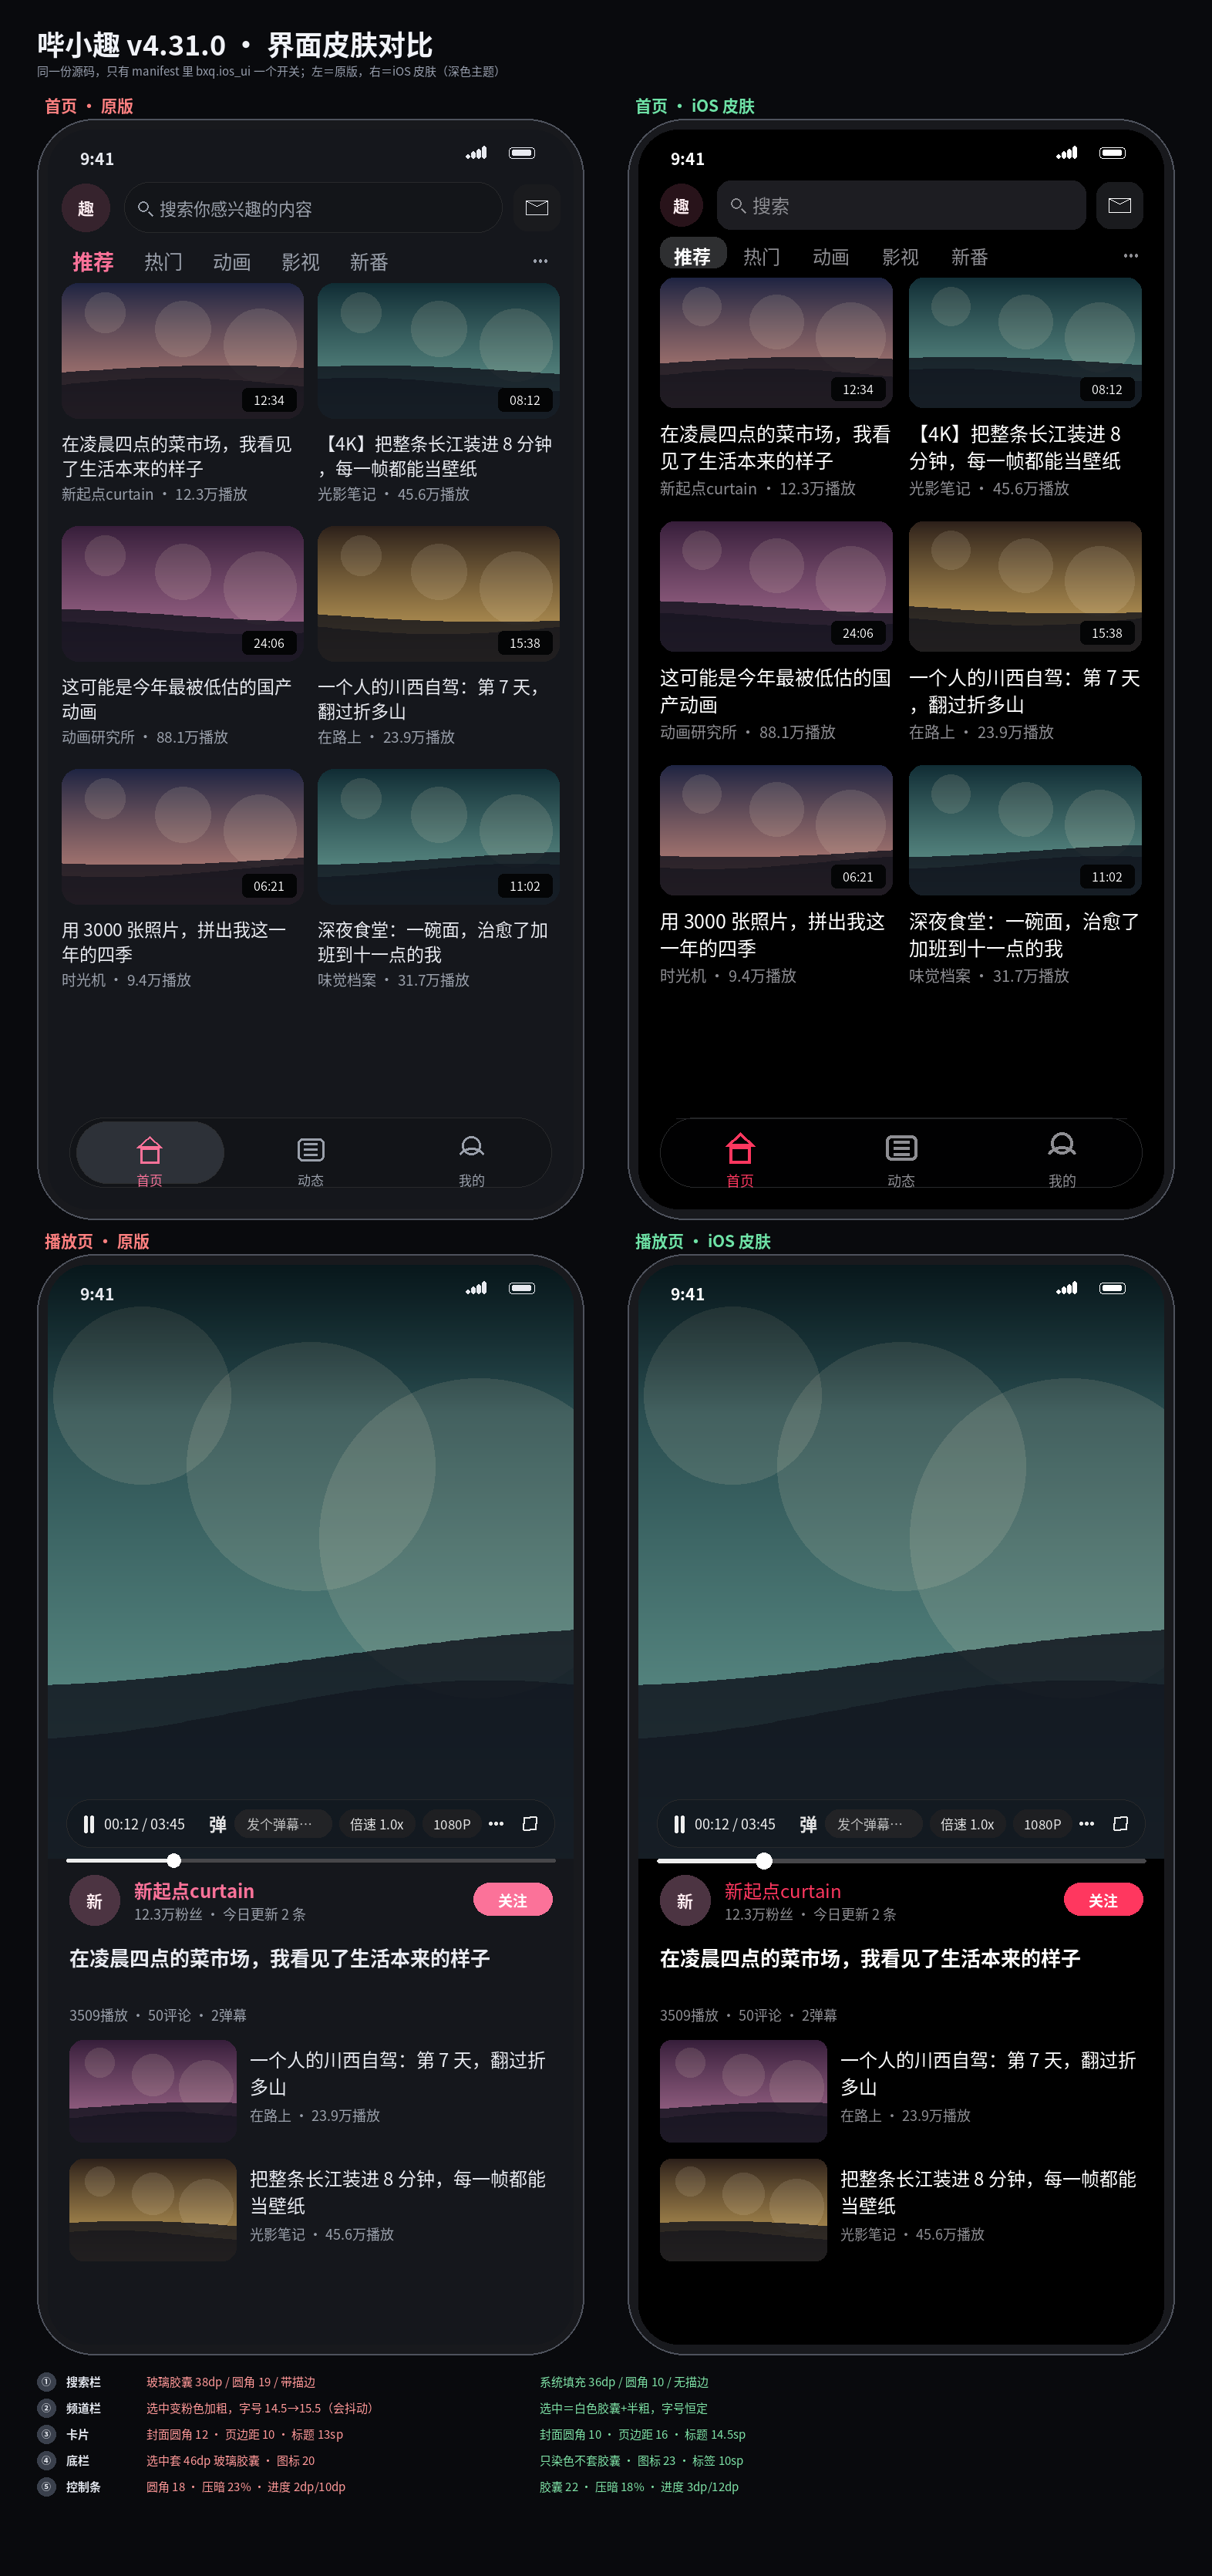 哔小趣 v4.31.0 · 界面皮肤对比
同一份源码，只有 manifest 里 bxq.ios_ui 一个开关；左＝原版，右＝iOS 皮肤（深色主题）
首页 · 原版
9:41
趣
搜索你感兴趣的内容
推荐 热门 动画 影视 新番 ···
12:34
08:12
在凌晨四点的菜市场，我看见
了生活本来的样子
新起点curtain · 12.3万播放
【4K】把整条长江装进 8 分钟
，每一帧都能当壁纸
光影笔记 · 45.6万播放
24:06
15:38
这可能是今年最被低估的国产
动画
动画研究所 · 88.1万播放
一个人的川西自驾：第 7 天，
翻过折多山
在路上 · 23.9万播放
06:21
11:02
用 3000 张照片，拼出我这一
年的四季
时光机 · 9.4万播放
深夜食堂：一碗面，治愈了加
班到十一点的我
味觉档案 · 31.7万播放
首页
动态
我的
首页 · iOS 皮肤
9:41
趣
搜索
推荐 热门 动画 影视 新番 ···
12:34
08:12
在凌晨四点的菜市场，我看
见了生活本来的样子
新起点curtain · 12.3万播放
【4K】把整条长江装进 8
分钟，每一帧都能当壁纸
光影笔记 · 45.6万播放
24:06
15:38
这可能是今年最被低估的国
产动画
动画研究所 · 88.1万播放
一个人的川西自驾：第 7 天
，翻过折多山
在路上 · 23.9万播放
06:21
11:02
用 3000 张照片，拼出我这
一年的四季
时光机 · 9.4万播放
深夜食堂：一碗面，治愈了
加班到十一点的我
味觉档案 · 31.7万播放
首页
动态
我的
播放页 · 原版
9:41
00:12 / 03:45 弹 发个弹幕… 倍速 1.0x 1080P ···
新
新起点curtain
12.3万粉丝 · 今日更新 2 条
关注
在凌晨四点的菜市场，我看见了生活本来的样子
3509播放 · 50评论 · 2弹幕
一个人的川西自驾：第 7 天，翻过折
多山
在路上 · 23.9万播放
把整条长江装进 8 分钟，每一帧都能
当壁纸
光影笔记 · 45.6万播放
播放页 · iOS 皮肤
9:41
00:12 / 03:45 弹 发个弹幕… 倍速 1.0x 1080P ···
新
新起点curtain
12.3万粉丝 · 今日更新 2 条
关注
在凌晨四点的菜市场，我看见了生活本来的样子
3509播放 · 50评论 · 2弹幕
一个人的川西自驾：第 7 天，翻过折
多山
在路上 · 23.9万播放
把整条长江装进 8 分钟，每一帧都能
当壁纸
光影笔记 · 45.6万播放
① 搜索栏 玻璃胶囊 38dp / 圆角 19 / 带描边 系统填充 36dp / 圆角 10 / 无描边
② 频道栏 选中变粉色加粗，字号 14.5→15.5（会抖动） 选中＝白色胶囊+半粗，字号恒定
③ 卡片 封面圆角 12 · 页边距 10 · 标题 13sp 封面圆角 10 · 页边距 16 · 标题 14.5sp
④ 底栏 选中套 46dp 玻璃胶囊 · 图标 20 只染色不套胶囊 · 图标 23 · 标签 10sp
⑤ 控制条 圆角 18 · 压暗 23% · 进度 2dp/10dp 胶囊 22 · 压暗 18% · 进度 3dp/12dp